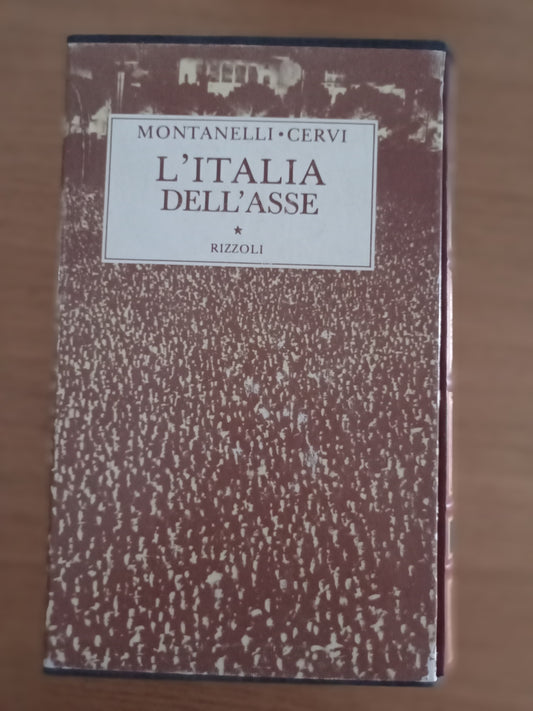 MONTANELLI • CERVI
L'ITALIA
DELL'ASSE
★
RIZZOLI